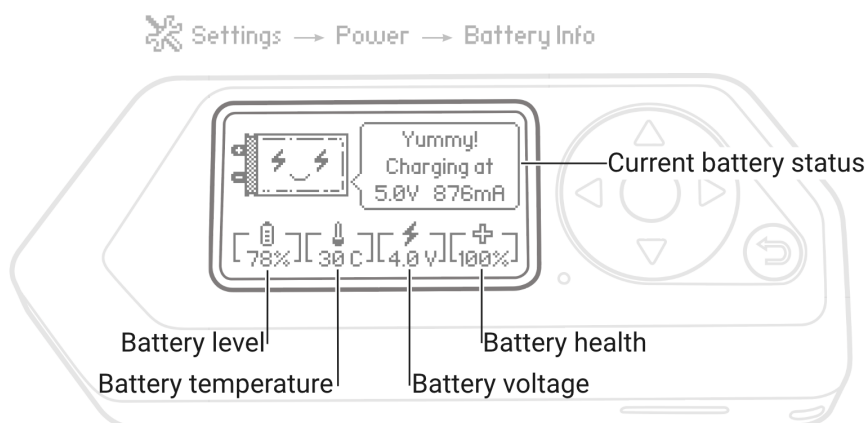 Settings → Power → Battery Info
Yummy!
Charging at
5.0V 876mA
Current battery status
78% 30 C 4.0 V 100%
Battery level
Battery health
Battery temperature
Battery voltage